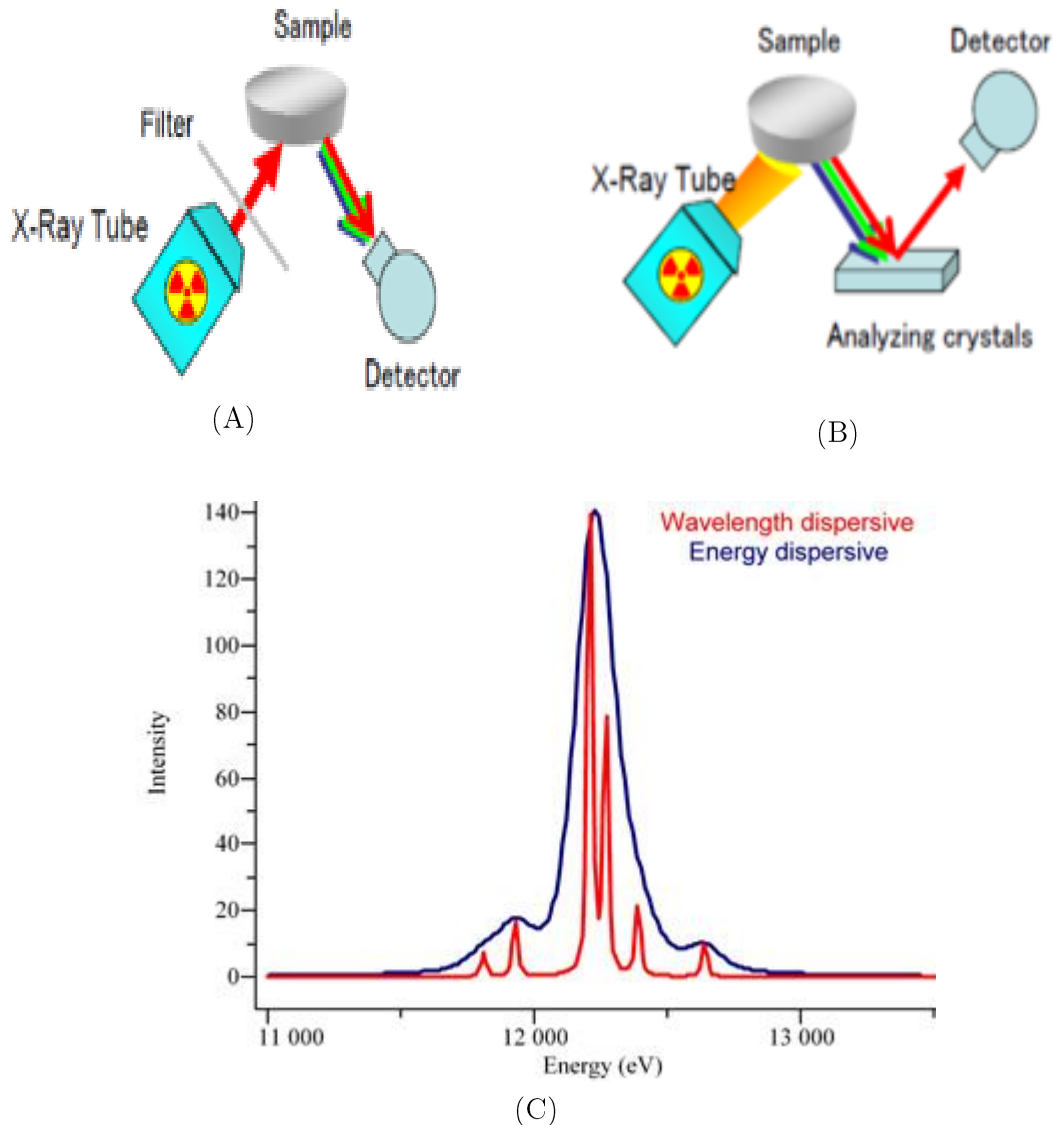 Sample
Filter
X-Ray Tube
Detector
(A)
Sample
Detector
X-Ray Tube
Analyzing crystals
(B)
140
120
100
80
60
40
20
0
Intensity
Wavelength dispersive
Energy dispersive
11 000 12 000 13 000
Energy (eV)
(C)